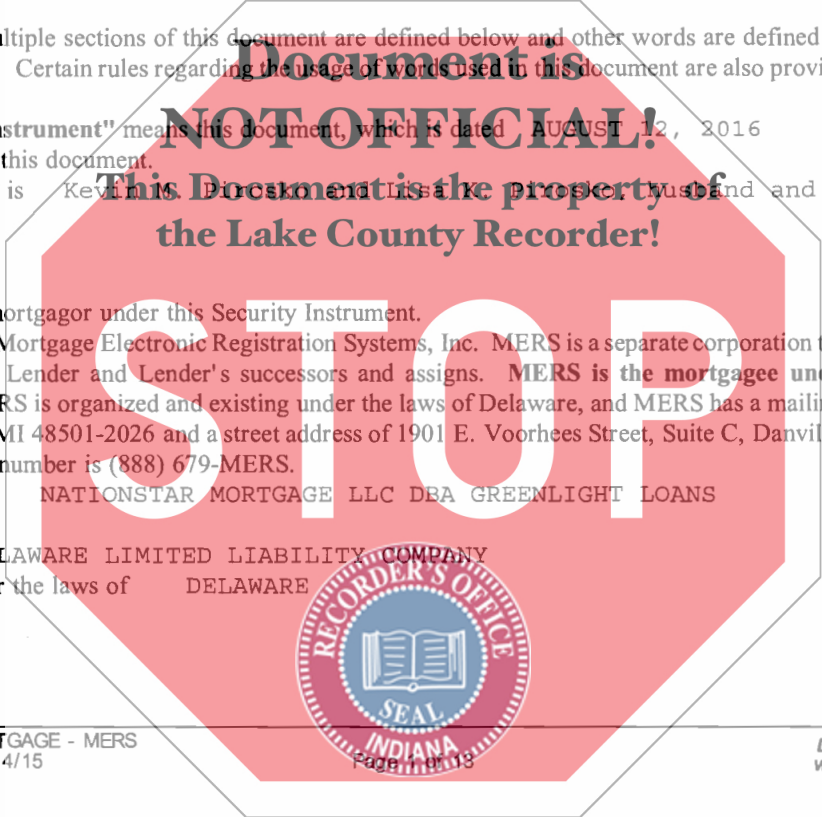 ltiple sections of this document are defined below and other words are defined
Certain rules regarding the usage of words used in this document are also provi
Document is
NOT OFFICIAL!
This Document is the property of
the Lake County Recorder!
strument" means this document, which is dated AUGUST 12, 2016
this document.
is Kevin M. Pirosko and Lisa K. Pirosko, husband and
ortgagor under this Security Instrument.
Mortgage Electronic Registration Systems, Inc. MERS is a separate corporation t
Lender and Lender's successors and assigns. MERS is the mortgagee und
RS is organized and existing under the laws of Delaware, and MERS has a mailin
MI 48501-2026 and a street address of 1901 E. Voorhees Street, Suite C, Danvil
number is (888) 679-MERS.
STOP
NATIONSTAR MORTGAGE LLC DBA GREENLIGHT LOANS
LAWARE LIMITED LIABILITY COMPANY
r the laws of DELAWARE
RECORDER'S OFFICE
SEAL
INDIANA
TGAGE - MERS
4/15
Page 1 of 13